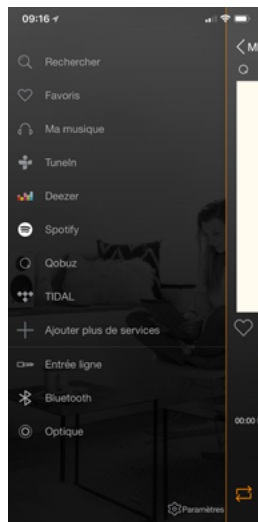 09:16
M
Rechercher
Favoris
Ma musique
TuneIn
Deezer
Spotify
Qobuz
TIDAL
Ajouter plus de services
Entrée ligne
Bluetooth
00:00
Optique
Paramètres